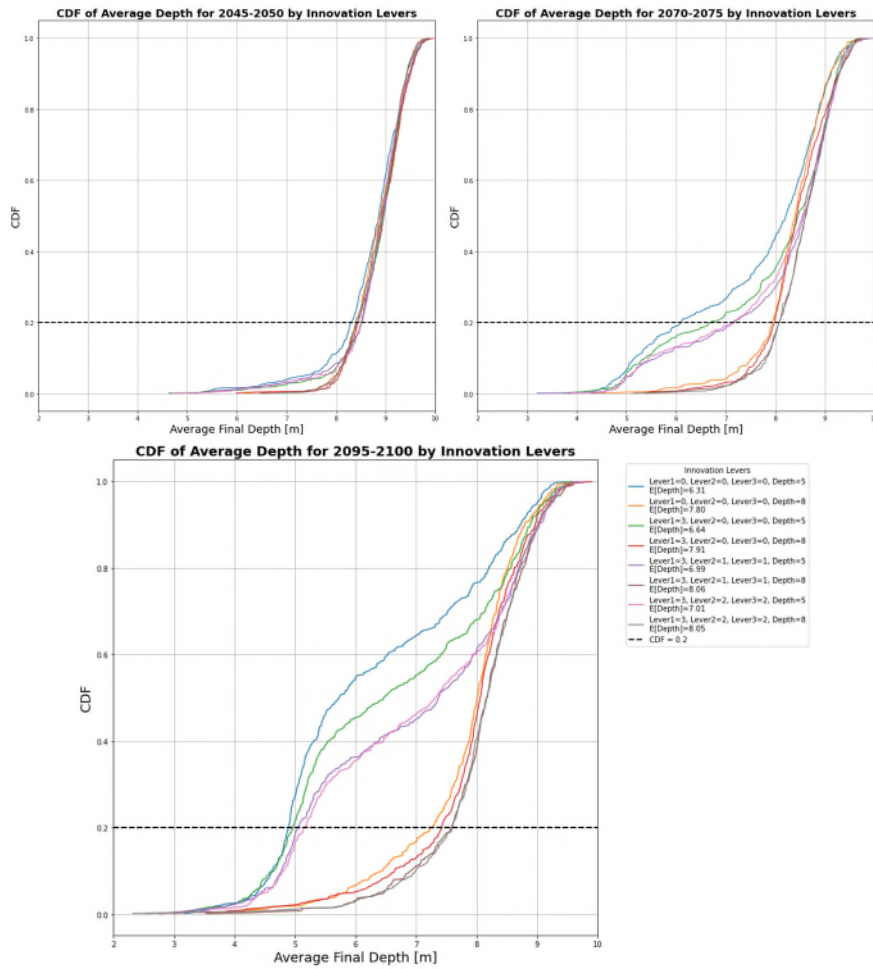 CDF of Average Depth for 2045-2050 by Innovation Levers
1.0
0.8
0.6
0.4
0.2
0.0
CDF
2 3 4 5 6 7 8 9 10
Average Final Depth [m]
CDF of Average Depth for 2070-2075 by Innovation Levers
1.0
0.8
0.6
0.4
0.2
0.0
CDF
2 3 4 5 6 7 8 9
Average Final Depth [m]
CDF of Average Depth for 2095-2100 by Innovation Levers
1.0
0.8
0.6
0.4
0.2
0.0
CDF
2 3 4 5 6 7 8 9 10
Average Final Depth [m]
Innovation Levers
Lever1=0, Lever2=0, Lever3=0, Depth=5
E[Depth]=6.31
Lever1=0, Lever2=0, Lever3=0, Depth=8
E[Depth]=7.80
Lever1=3, Lever2=0, Lever3=0, Depth=5
E[Depth]=6.64
Lever1=3, Lever2=0, Lever3=0, Depth=8
E[Depth]=7.91
Lever1=3, Lever2=1, Lever3=1, Depth=5
E[Depth]=6.99
Lever1=3, Lever2=1, Lever3=1, Depth=8
E[Depth]=8.06
Lever1=3, Lever2=2, Lever3=2, Depth=5
E[Depth]=7.01
Lever1=3, Lever2=2, Lever3=2, Depth=8
E[Depth]=8.05
CDF = 0.2